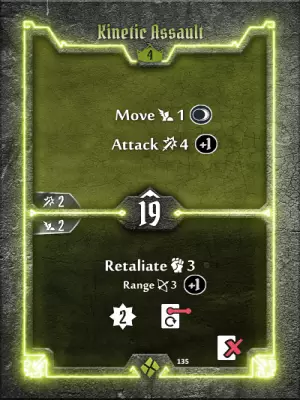 Kinetic Assault
4
Move 1
Attack 4 +1
2
19
2
Retaliate 3
Range 3 +1
2
135